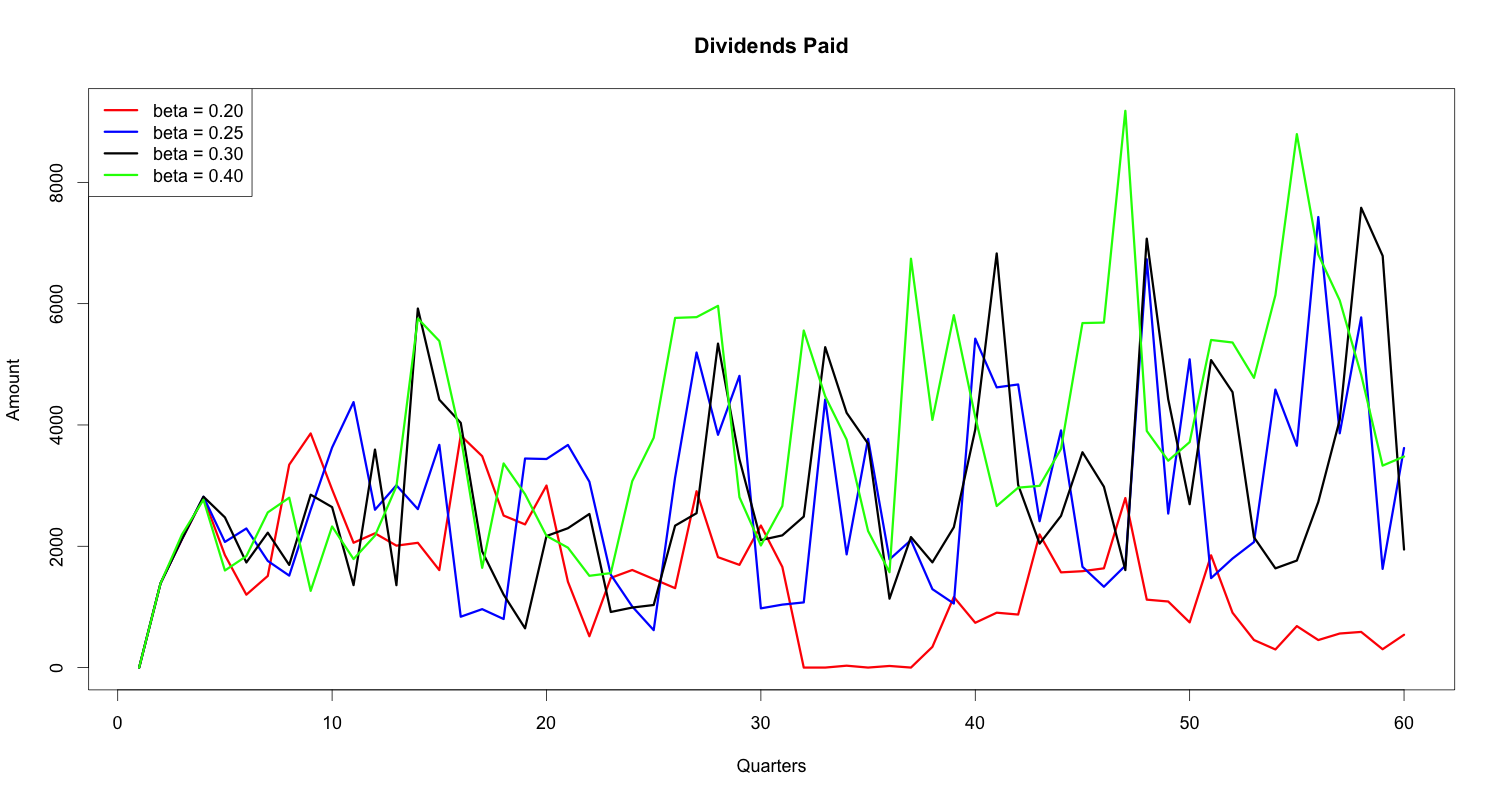 Dividends Paid
beta = 0.20
beta = 0.25
beta = 0.30
beta = 0.40
Amount
8000
6000
4000
2000
0
0 10 20 30 40 50 60
Quarters